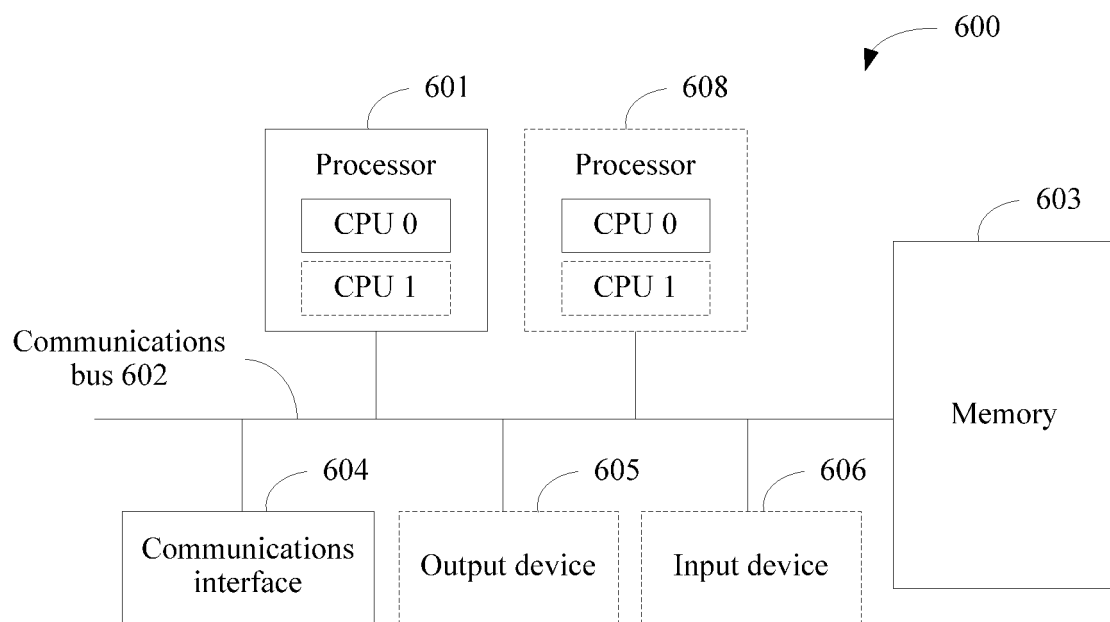 600
601
608
Processor
Processor
603
CPU 0
CPU 0
CPU 1
CPU 1
Communications
bus 602
Memory
604
605
606
Communications
interface
Output device
Input device